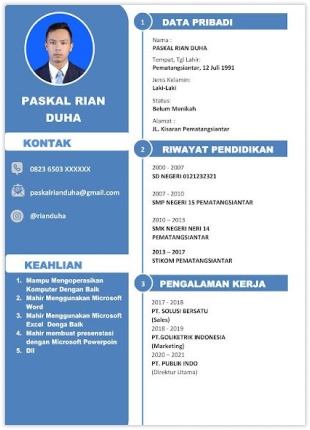 PASKAL RIAN
DUHA
KONTAK
0823 6503 XXXXXX
paskalrianduha@gmail.com
@rianduha
KEAHLIAN
1. Mampu Mengoperasikan
Komputer Dengan Baik
2. Mahir Menggunakan Microsoft
Word
3. Mahir Menggunakan Microsoft
Excel Denga Baik
4. Mahir membuat presenstasi
dengan Microsoft Powerpoin
5. Dll
1 DATA PRIBADI
Nama :
PASKAL RIAN DUHA
Tempat, Tgl Lahir:
Pematangsiantar, 12 Juli 1991
Jenis Kelamin:
Laki-Laki
Status:
Belum Menikah
Alamat :
JL. Kisaran Pematangsiantar
2 RIWAYAT PENDIDIKAN
2000 - 2007
SD NEGERI 0121232321
2007 - 2010
SMP NEGERI 15 PEMATANGSIANTAR
2010 – 2013
SMK NEGERI NERI 14
PEMATANGSIANTAR
2013 – 2017
STIKOM PEMATANGSIANTAR
3 PENGALAMAN KERJA
2017 - 2018
PT. SOLUSI BERSATU
(Sales)
2018 - 2019
PT.GOLIKETRIK INDONESIA
(Marketing)
2020 – 2021
PT. PUBLIK INDO
(Direktur Utama)